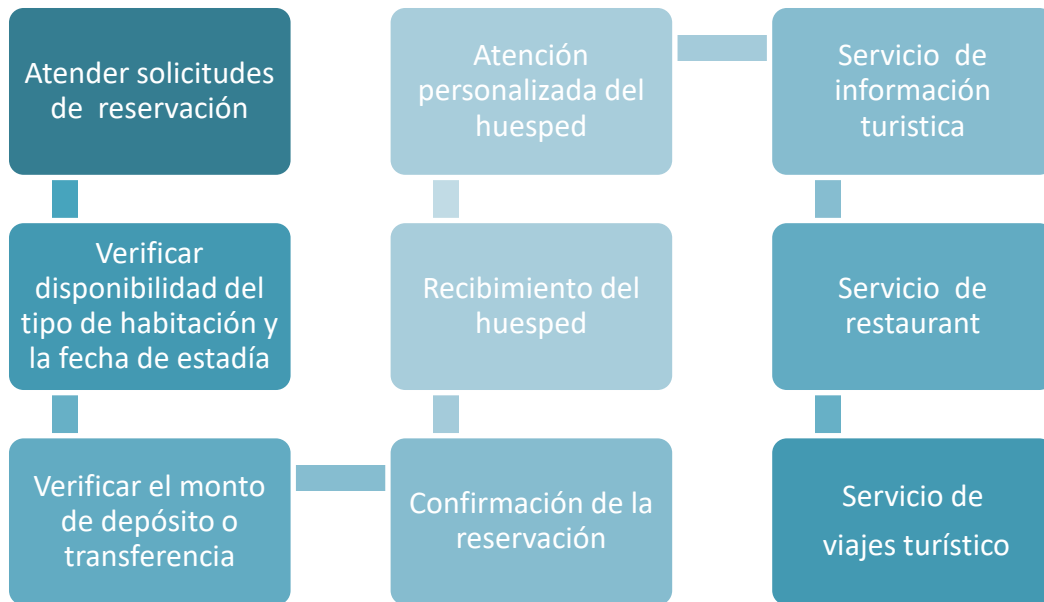 Atender solicitudes
de reservación
Verificar
disponibilidad del
tipo de habitación y
la fecha de estadía
Verificar el monto
de depósito o
transferencia
Confirmación de la
reservación
Recibimiento del
huesped
Atención
personalizada del
huesped
Servicio de
información
turistica
Servicio de
restaurant
Servicio de
viajes turístico